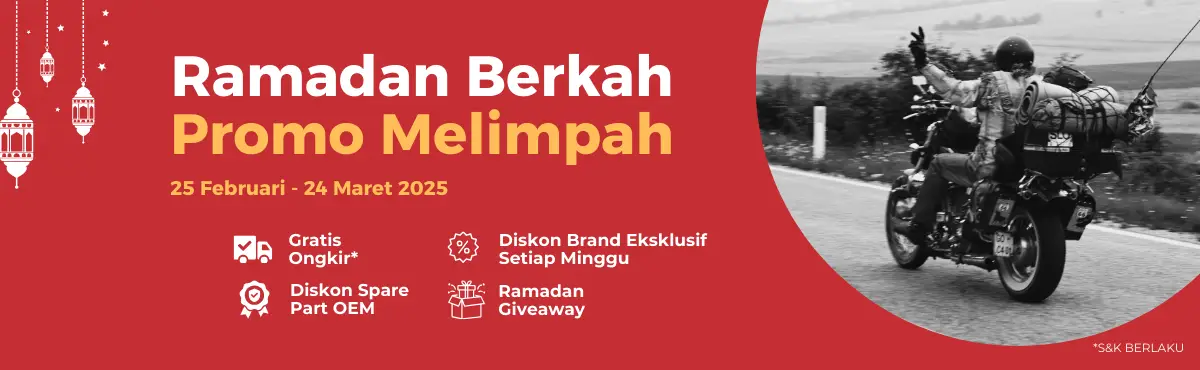 Ramadan Berkah
Promo Melimpah
25 Februari - 24 Maret 2025
Gratis
Ongkir*
Diskon Brand Eksklusif
Setiap Minggu
Diskon Spare
Part OEM
Ramadan
Giveaway
*S&K BERLAKU